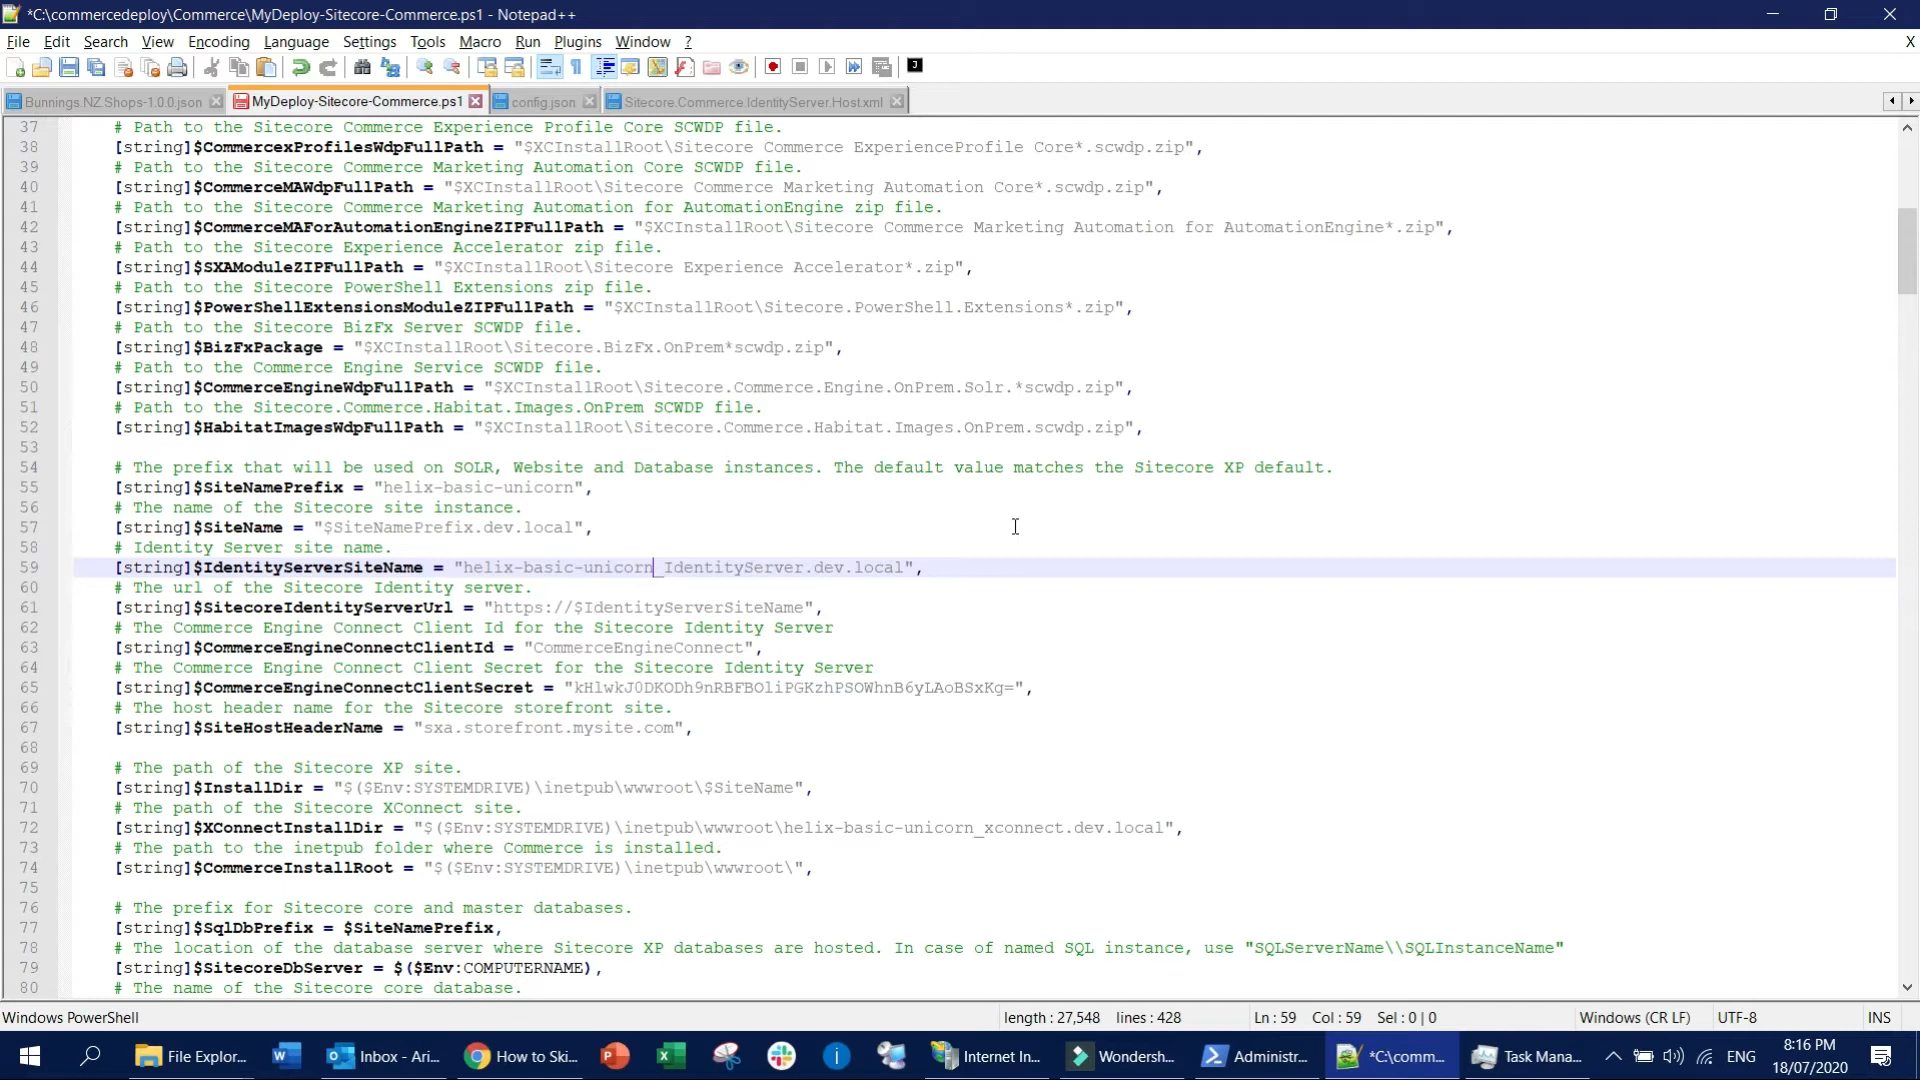 *C:\commercedeploy\Commerce\MyDeploy-Sitecore-Commerce.ps1 - Notepad++
File Edit Search View Encoding Language Settings Tools Macro Run Plugins Window ? X
Bunnings.NZ.Shops-1.0.0.json MyDeploy-Sitecore-Commerce.ps1 config.json Sitecore.Commerce.IdentityServer.Host.xml
37 # Path to the Sitecore Commerce Experience Profile Core SCWDP file.
38 [string]$CommercexProfilesWdpFullPath = "$XCInstallRoot\Sitecore Commerce ExperienceProfile Core*.scwdp.zip",
39 # Path to the Sitecore Commerce Marketing Automation Core SCWDP file.
40 [string]$CommerceMAWdpFullPath = "$XCInstallRoot\Sitecore Commerce Marketing Automation Core*.scwdp.zip",
41 # Path to the Sitecore Commerce Marketing Automation for AutomationEngine zip file.
42 [string]$CommerceMAForAutomationEngineZIPFullPath = "$XCInstallRoot\Sitecore Commerce Marketing Automation for AutomationEngine*.zip",
43 # Path to the Sitecore Experience Accelerator zip file.
44 [string]$SXAModuleZIPFullPath = "$XCInstallRoot\Sitecore Experience Accelerator*.zip",
45 # Path to the Sitecore PowerShell Extensions zip file.
46 [string]$PowerShellExtensionsModuleZIPFullPath = "$XCInstallRoot\Sitecore.PowerShell.Extensions*.zip",
47 # Path to the Sitecore BizFx Server SCWDP file.
48 [string]$BizFxPackage = "$XCInstallRoot\Sitecore.BizFx.OnPrem*scwdp.zip",
49 # Path to the Commerce Engine Service SCWDP file.
50 [string]$CommerceEngineWdpFullPath = "$XCInstallRoot\Sitecore.Commerce.Engine.OnPrem.Solr.*scwdp.zip",
51 # Path to the Sitecore.Commerce.Habitat.Images.OnPrem SCWDP file.
52 [string]$HabitatImagesWdpFullPath = "$XCInstallRoot\Sitecore.Commerce.Habitat.Images.OnPrem.scwdp.zip",
53
54 # The prefix that will be used on SOLR, Website and Database instances. The default value matches the Sitecore XP default.
55 [string]$SiteNamePrefix = "helix-basic-unicorn",
56 # The name of the Sitecore site instance.
57 [string]$SiteName = "$SiteNamePrefix.dev.local",
58 # Identity Server site name.
59 [string]$IdentityServerSiteName = "helix-basic-unicorn_IdentityServer.dev.local",
60 # The url of the Sitecore Identity server.
61 [string]$SitecoreIdentityServerUrl = "https://$IdentityServerSiteName",
62 # The Commerce Engine Connect Client Id for the Sitecore Identity Server
63 [string]$CommerceEngineConnectClientId = "CommerceEngineConnect",
64 # The Commerce Engine Connect Client Secret for the Sitecore Identity Server
65 [string]$CommerceEngineConnectClientSecret = "kHlwkJ0DKODh9nRBFBOliPGKzhPSOWhnB6yLAoBSxKg=",
66 # The host header name for the Sitecore storefront site.
67 [string]$SiteHostHeaderName = "sxa.storefront.mysite.com",
68
69 # The path of the Sitecore XP site.
70 [string]$InstallDir = "$($Env:SYSTEMDRIVE)\inetpub\wwwroot\$SiteName",
71 # The path of the Sitecore XConnect site.
72 [string]$XConnectInstallDir = "$($Env:SYSTEMDRIVE)\inetpub\wwwroot\helix-basic-unicorn_xconnect.dev.local",
73 # The path to the inetpub folder where Commerce is installed.
74 [string]$CommerceInstallRoot = "$($Env:SYSTEMDRIVE)\inetpub\wwwroot\",
75
76 # The prefix for Sitecore core and master databases.
77 [string]$SqlDbPrefix = $SiteNamePrefix,
78 # The location of the database server where Sitecore XP databases are hosted. In case of named SQL instance, use "SQLServerName\\SQLInstanceName"
79 [string]$SitecoreDbServer = $($Env:COMPUTERNAME),
80 # The name of the Sitecore core database.
Windows PowerShell length : 27,548 lines : 428 Ln : 59 Col : 59 Sel : 0 | 0 Windows (CR LF) UTF-8 INS
File Explor... Inbox - Ari... How to Ski... Internet In... Wondersh... Administr... *C:\comm... Task Mana... ENG 8:16 PM
18/07/2020